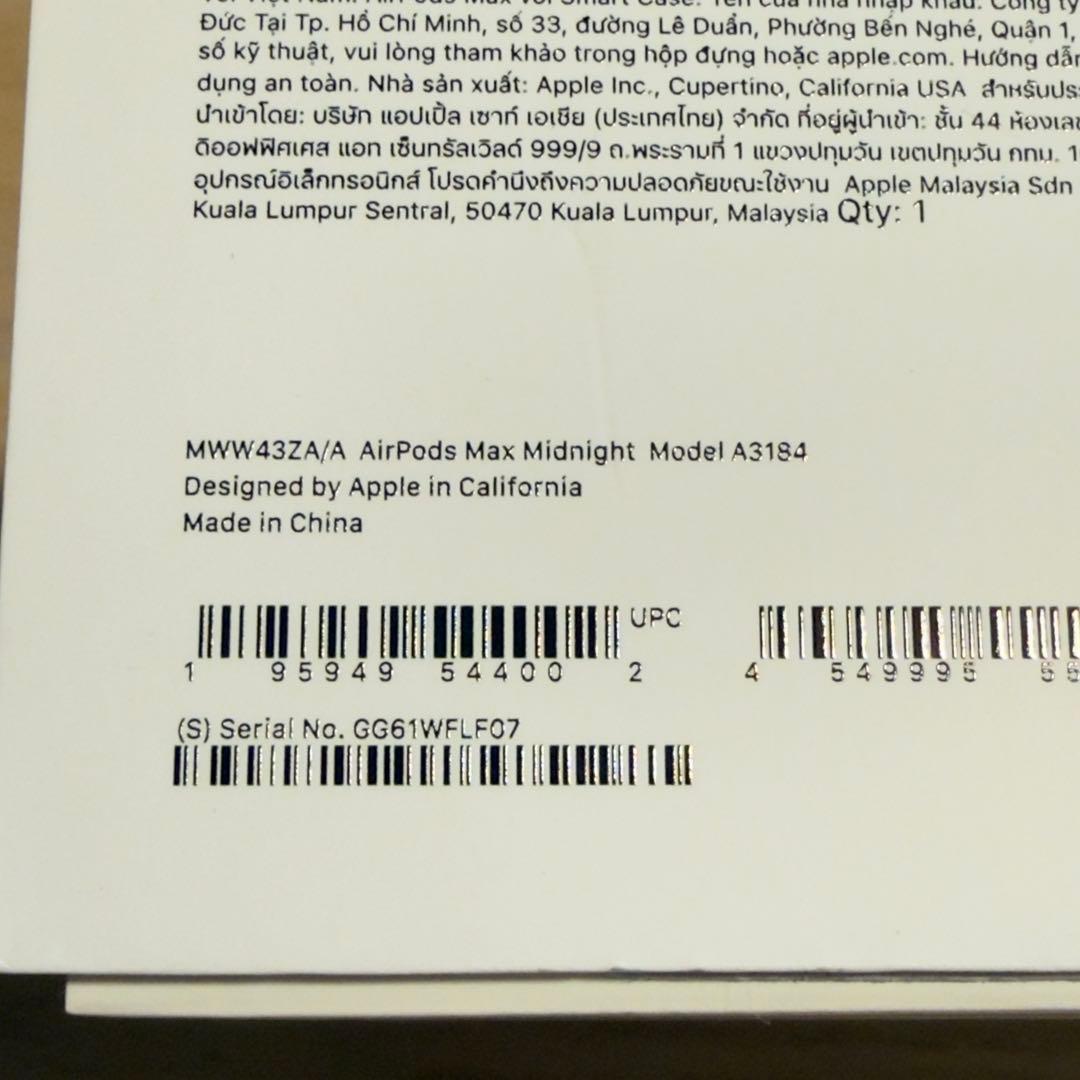 Đức Tại Tp. Hồ Chí Minh, số 33, đường Lê Duẩn, Phường Bến Nghé, Quận 1,
số kỹ thuật, vui lòng tham khảo trong hộp đựng hoặc apple.com. Hướng dẫn
dụng an toàn. Nhà sản xuất: Apple Inc., Cupertino, California USA สำหรับประ
นำเข้าโดย: บริษัท แอปเปิ้ล เซาท์ เอเชีย (ประเทศไทย) จำกัด ที่อยู่ผู้นำเข้า: ชั้น 44 ห้องเลข
ดิออฟฟิศเศส แอท เซ็นทรัลเวิลด์ 999/9 ถ.พระรามที่ 1 แขวงปทุมวัน เขตปทุมวัน กทม. 1
อุปกรณ์อิเล็กทรอนิกส์ โปรดคำนึงถึงความปลอดภัยขณะใช้งาน Apple Malaysia Sdn
Kuala Lumpur Sentral, 50470 Kuala Lumpur, Malaysia Qty: 1
MWW43ZA/A AirPods Max Midnight Model A3184
Designed by Apple in California
Made in China
UPC
1 95949 54400 2
4 549995 55
(S) Serial No. GG61WFLF07